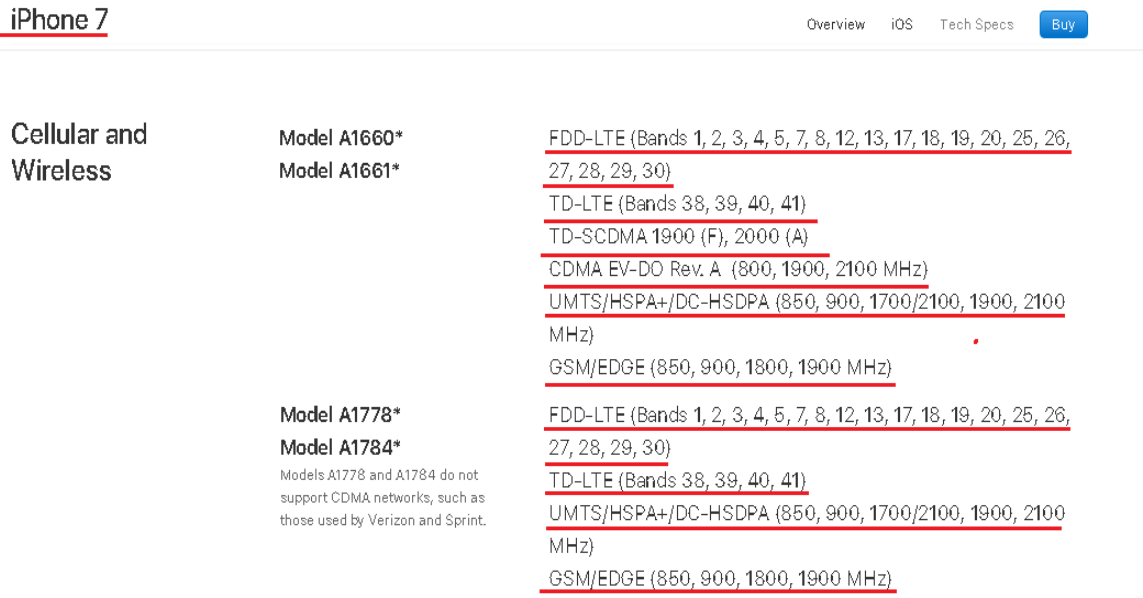 iPhone 7
Overview iOS Tech Specs Buy
Cellular and
Wireless
Model A1660*
Model A1661*
FDD-LTE (Bands 1, 2, 3, 4, 5, 7, 8, 12, 13, 17, 18, 19, 20, 25, 26,
27, 28, 29, 30)
TD-LTE (Bands 38, 39, 40, 41)
TD-SCDMA 1900 (F), 2000 (A)
CDMA EV-DO Rev. A (800, 1900, 2100 MHz)
UMTS/HSPA+/DC-HSDPA (850, 900, 1700/2100, 1900, 2100
MHz)
GSM/EDGE (850, 900, 1800, 1900 MHz)
Model A1778*
Model A1784*
Models A1778 and A1784 do not
support CDMA networks, such as
those used by Verizon and Sprint.
FDD-LTE (Bands 1, 2, 3, 4, 5, 7, 8, 12, 13, 17, 18, 19, 20, 25, 26,
27, 28, 29, 30)
TD-LTE (Bands 38, 39, 40, 41)
UMTS/HSPA+/DC-HSDPA (850, 900, 1700/2100, 1900, 2100
MHz)
GSM/EDGE (850, 900, 1800, 1900 MHz)